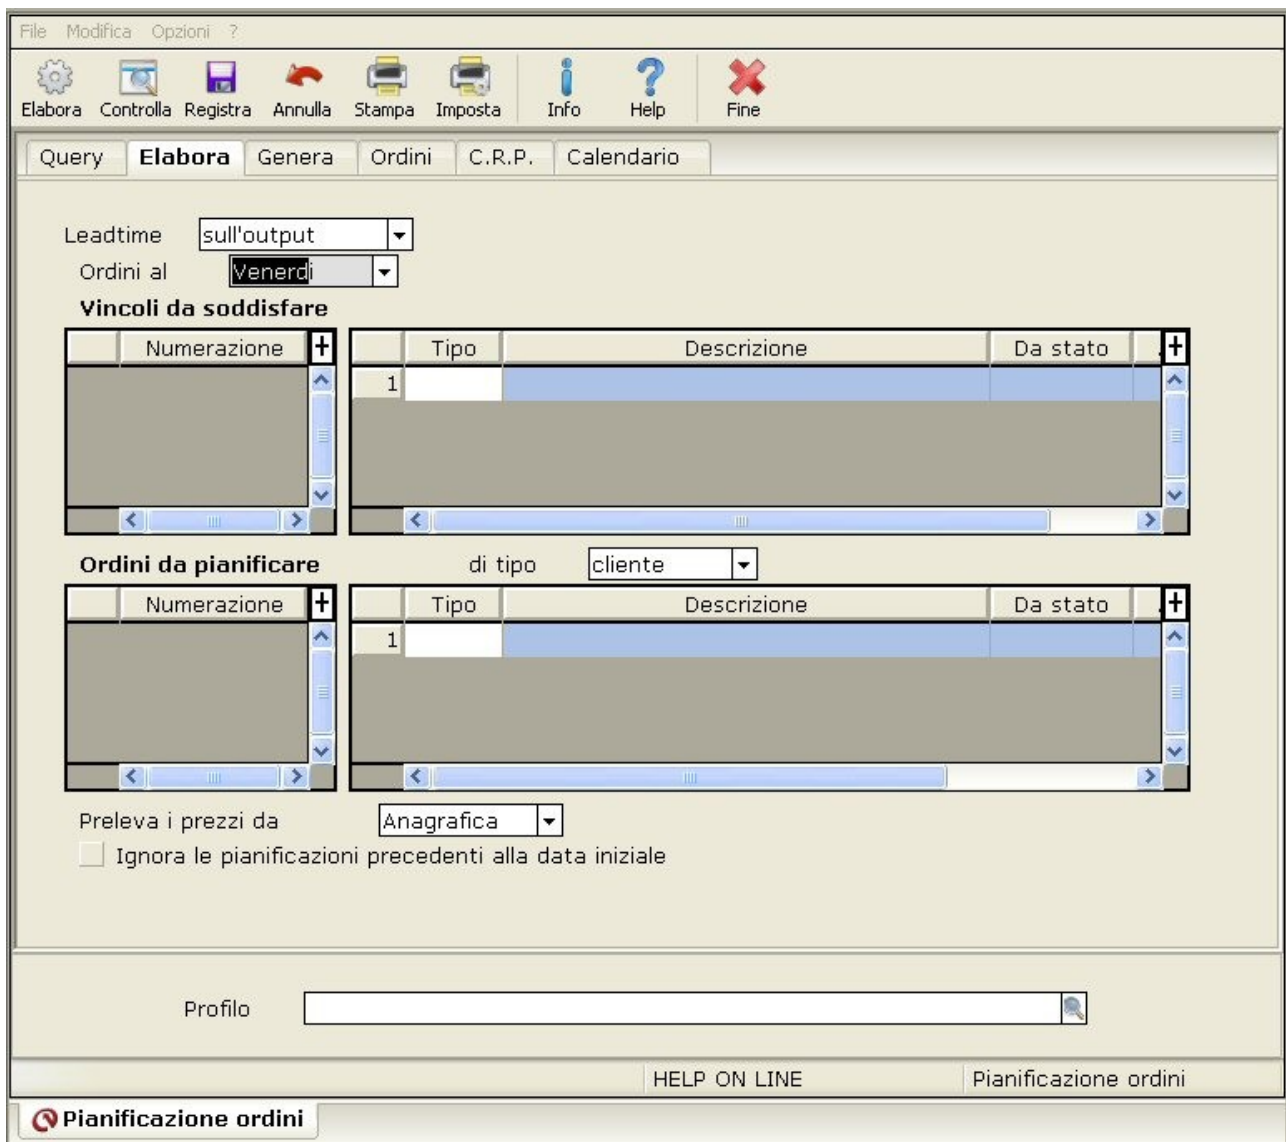 File Modifica Opzioni ?
Elabora Controlla Registra Annulla Stampa Imposta Info Help Fine
Query Elabora Genera Ordini C.R.P. Calendario
Leadtime sull'output
Ordini al Venerdi
Vincoli da soddisfare
Numerazione + Tipo Descrizione Da stato . +
1
Ordini da pianificare di tipo cliente
Numerazione + Tipo Descrizione Da stato . +
1
Preleva i prezzi da Anagrafica
Ignora le pianificazioni precedenti alla data iniziale
Profilo
HELP ON LINE Pianificazione ordini
Pianificazione ordini